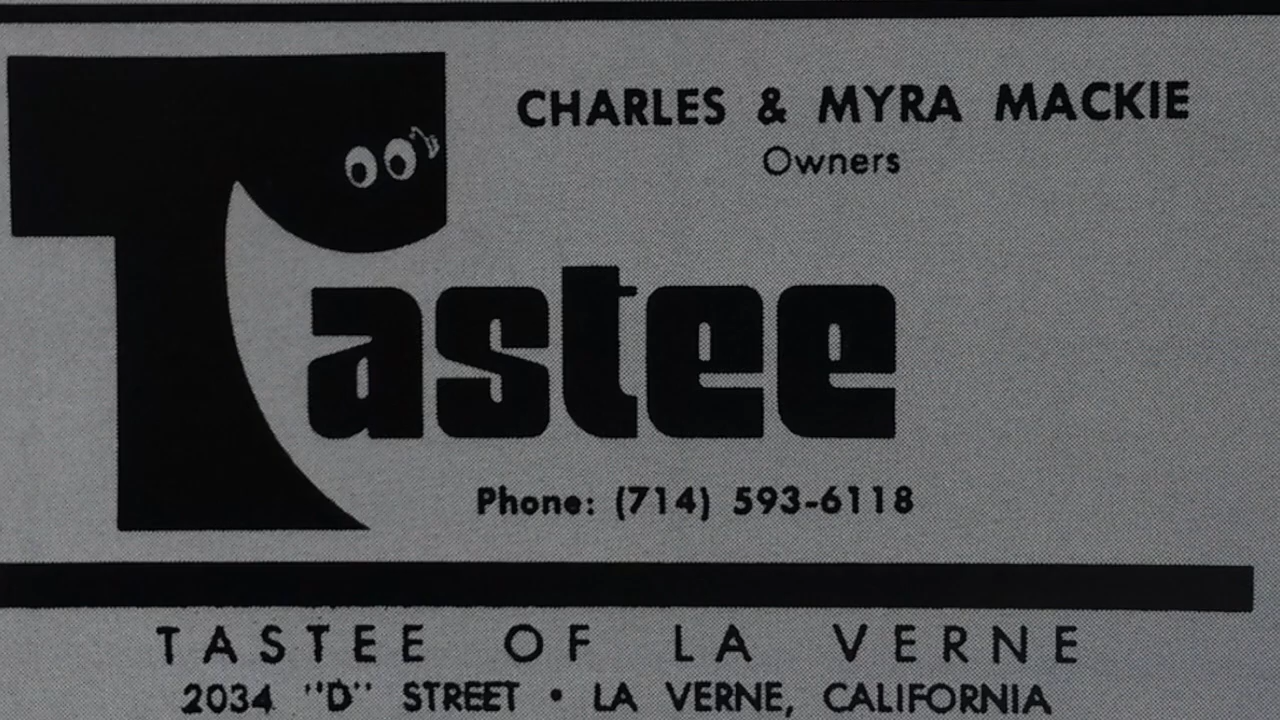 CHARLES & MYRA MACKIE
Owners
Tastee
Phone: (714) 593-6118
TASTEE OF LA VERNE
2034 "D" STREET • LA VERNE, CALIFORNIA